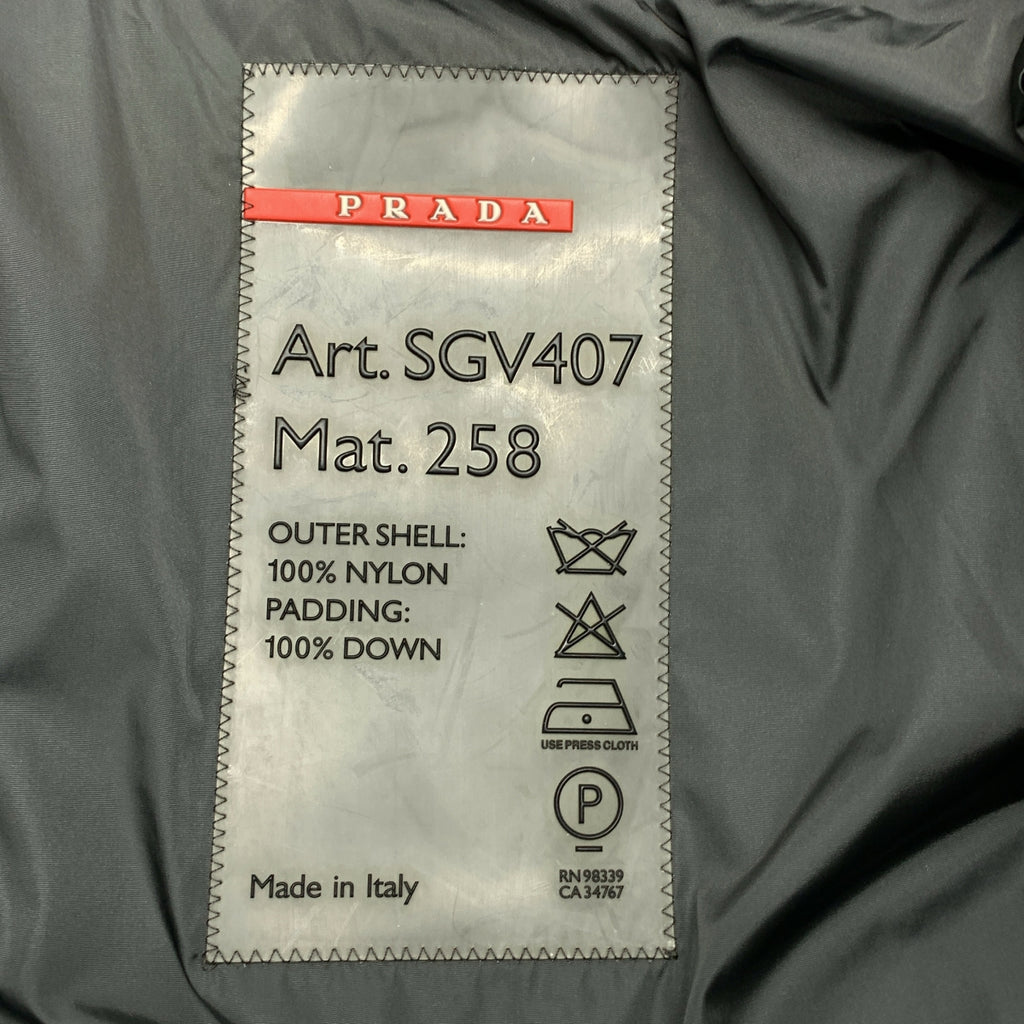 PRADA
Art. SGV407
Mat. 258
OUTER SHELL:
100% NYLON
PADDING:
100% DOWN
USE PRESS CLOTH
P
Made in Italy
RN 98339
CA 34767